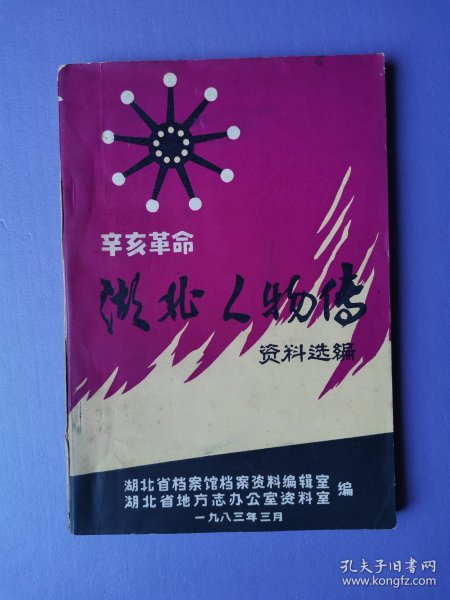 辛亥革命
湖北人物传
资料选编
湖北省档案馆档案资料编辑室
湖北省地方志办公室资料室
编
一九八三年三月
孔夫子旧书网
www.kongfz.com